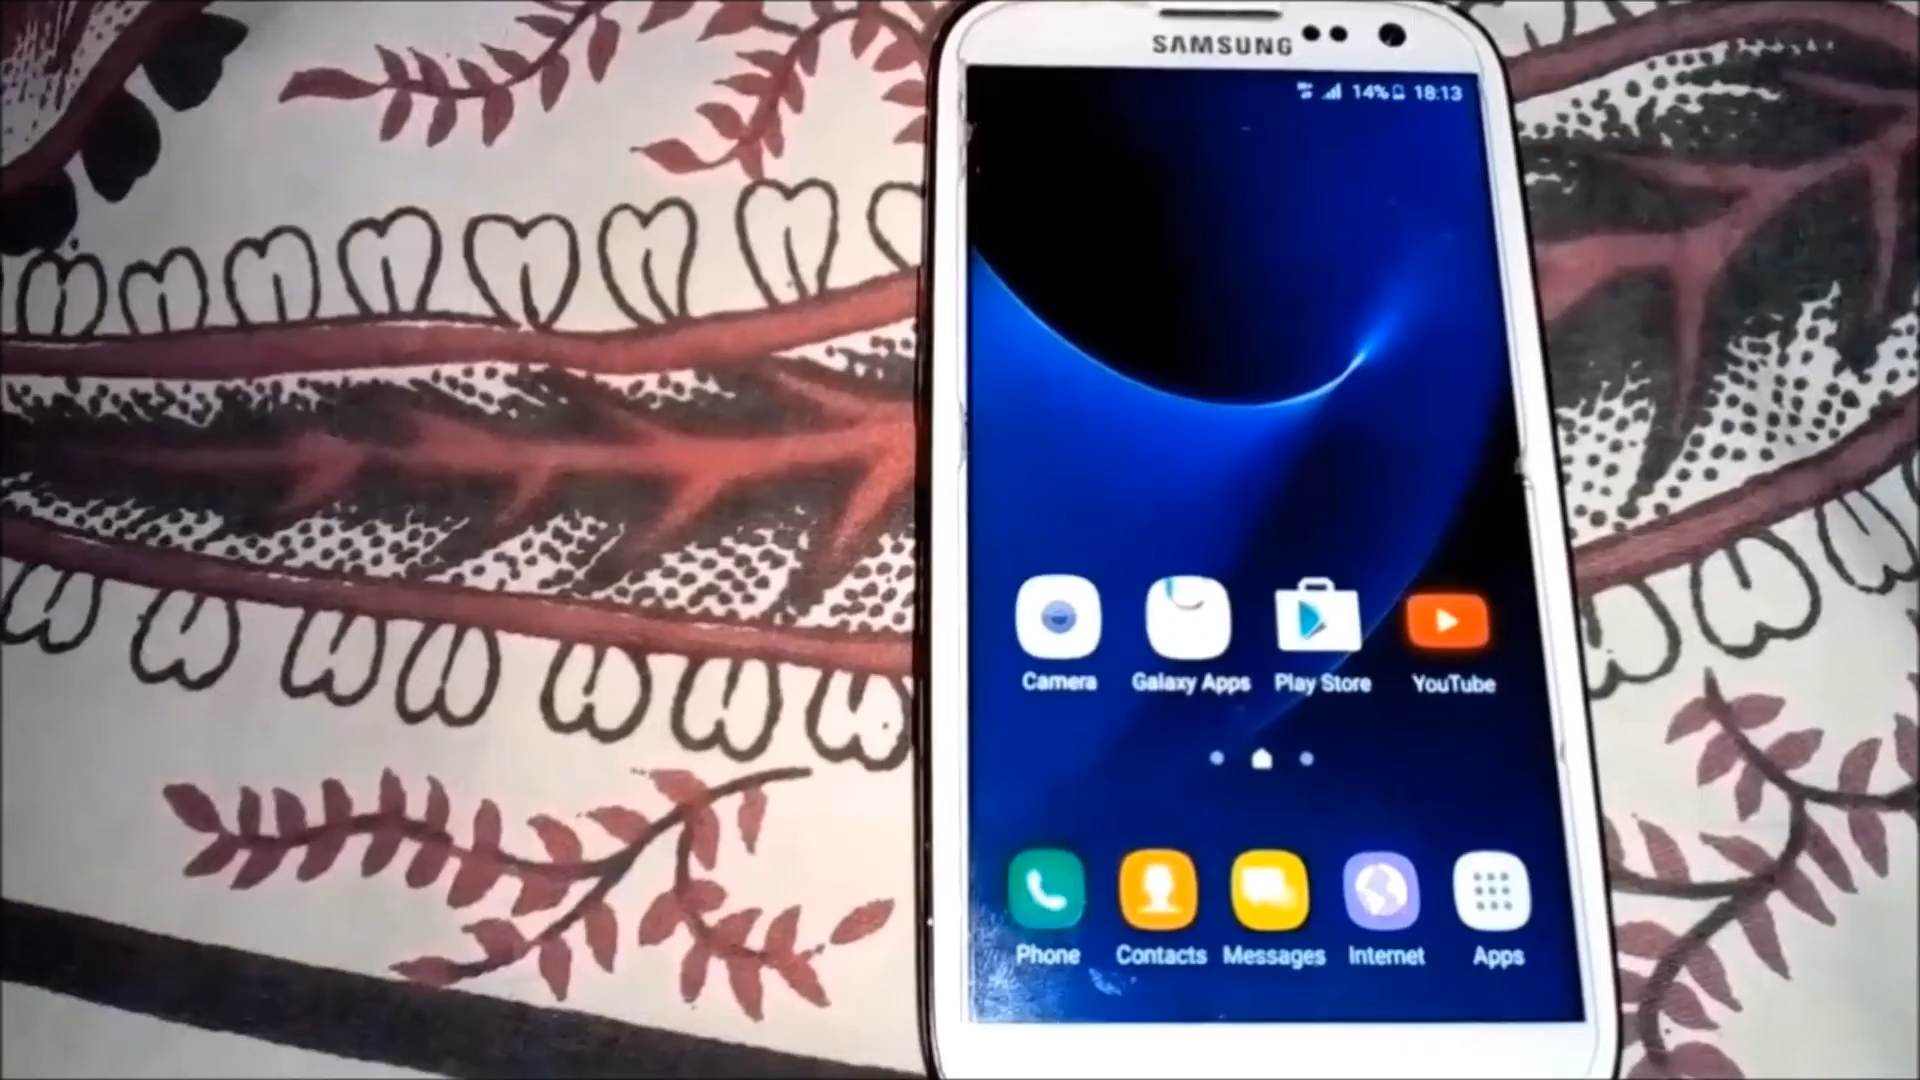 SAMSUNG
14% 18:13
Camera Galaxy Apps Play Store YouTube
Phone Contacts Messages Internet Apps